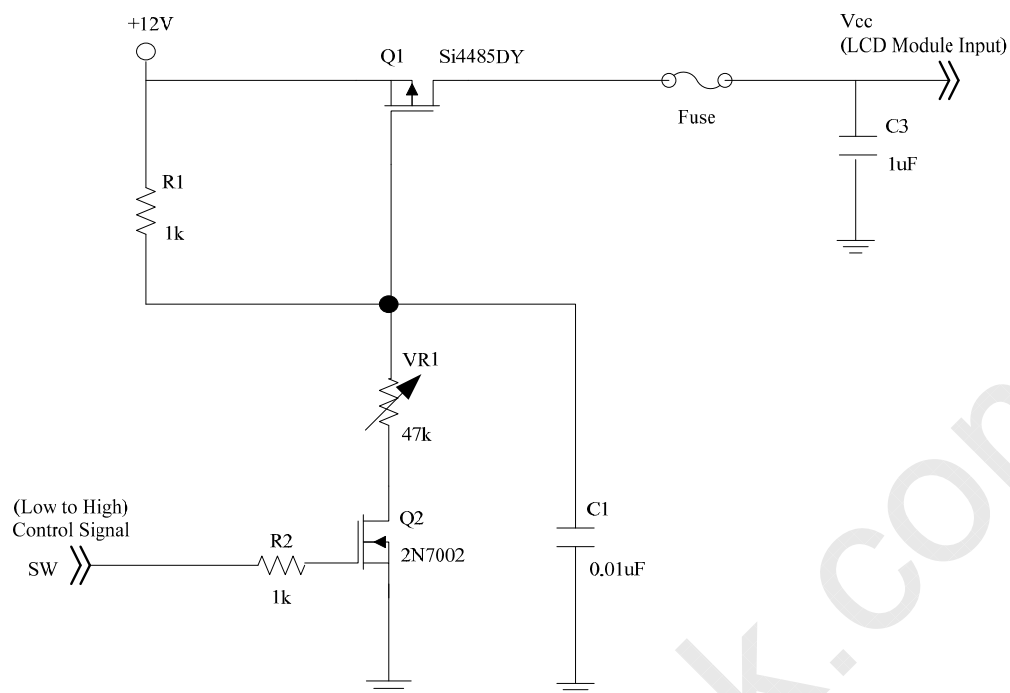 +12V
Q1
Si4485DY
Vcc
(LCD Module Input)
Fuse
C3
1uF
R1
1k
VR1
47k
(Low to High)
Control Signal
SW
R2
1k
Q2
2N7002
C1
0.01uF
k.com